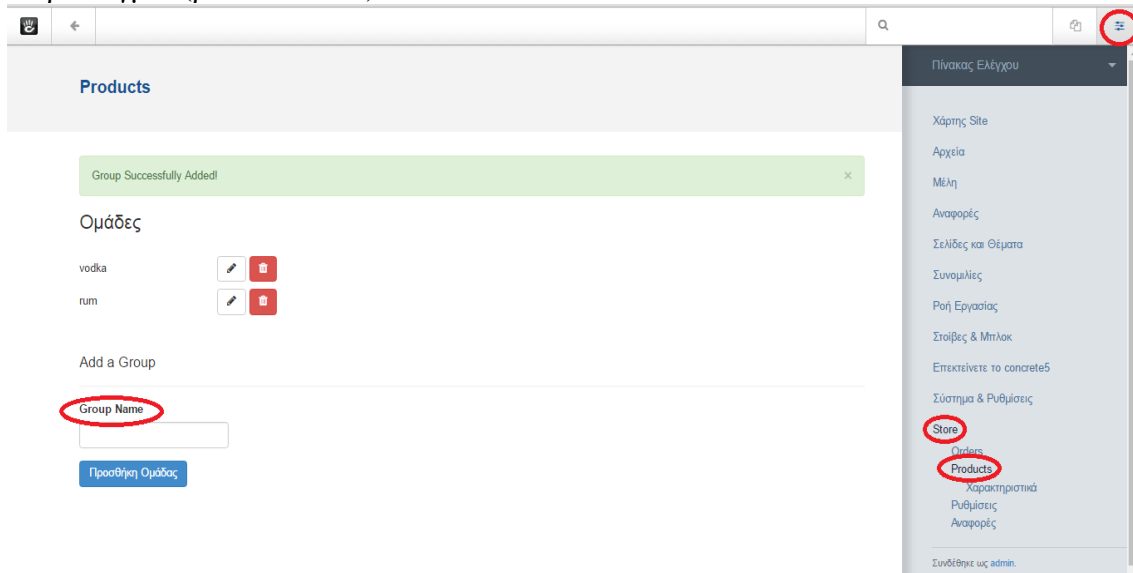 Products
Group Successfully Added!
Ομάδες
vodka
rum
Add a Group
Group Name
Προσθήκη Ομάδας
Πίνακας Ελέγχου
Χάρτης Site
Αρχεία
Μέλη
Αναφορές
Σελίδες και Θέματα
Συνομιλίες
Ροή Εργασίας
Στοίβες & Μπλοκ
Επεκτείνετε το concrete5
Σύστημα & Ρυθμίσεις
Store
Orders
Products
Χαρακτηριστικά
Ρυθμίσεις
Αναφορές
Συνδέθηκε ως admin.